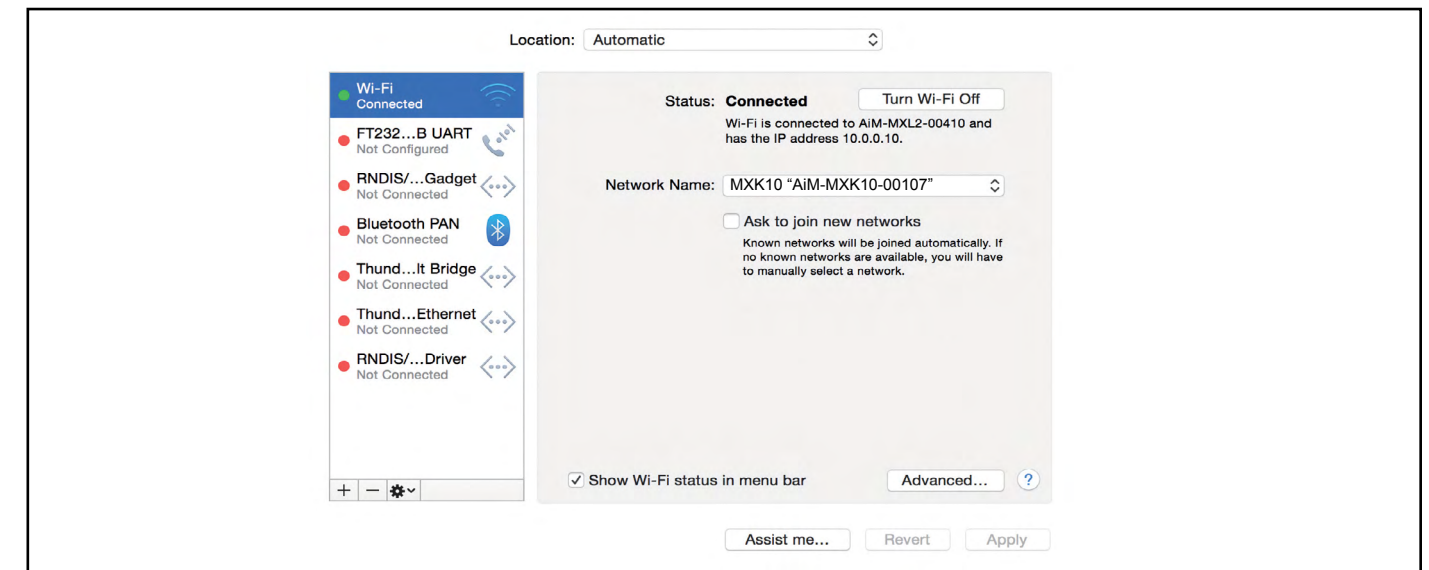 Location: Automatic
Wi-Fi
Connected
FT232...B UART
Not Configured
RNDIS/...Gadget
Not Connected
Bluetooth PAN
Not Connected
Thund...lt Bridge
Not Connected
Thund...Ethernet
Not Connected
RNDIS/...Driver
Not Connected
Status: Connected
Turn Wi-Fi Off
Wi-Fi is connected to AiM-MXL2-00410 and
has the IP address 10.0.0.10.
Network Name: MXK10 “AiM-MXK10-00107”
Ask to join new networks
Known networks will be joined automatically. If
no known networks are available, you will have
to manually select a network.
Show Wi-Fi status in menu bar
Advanced...
?
Assist me...
Revert
Apply